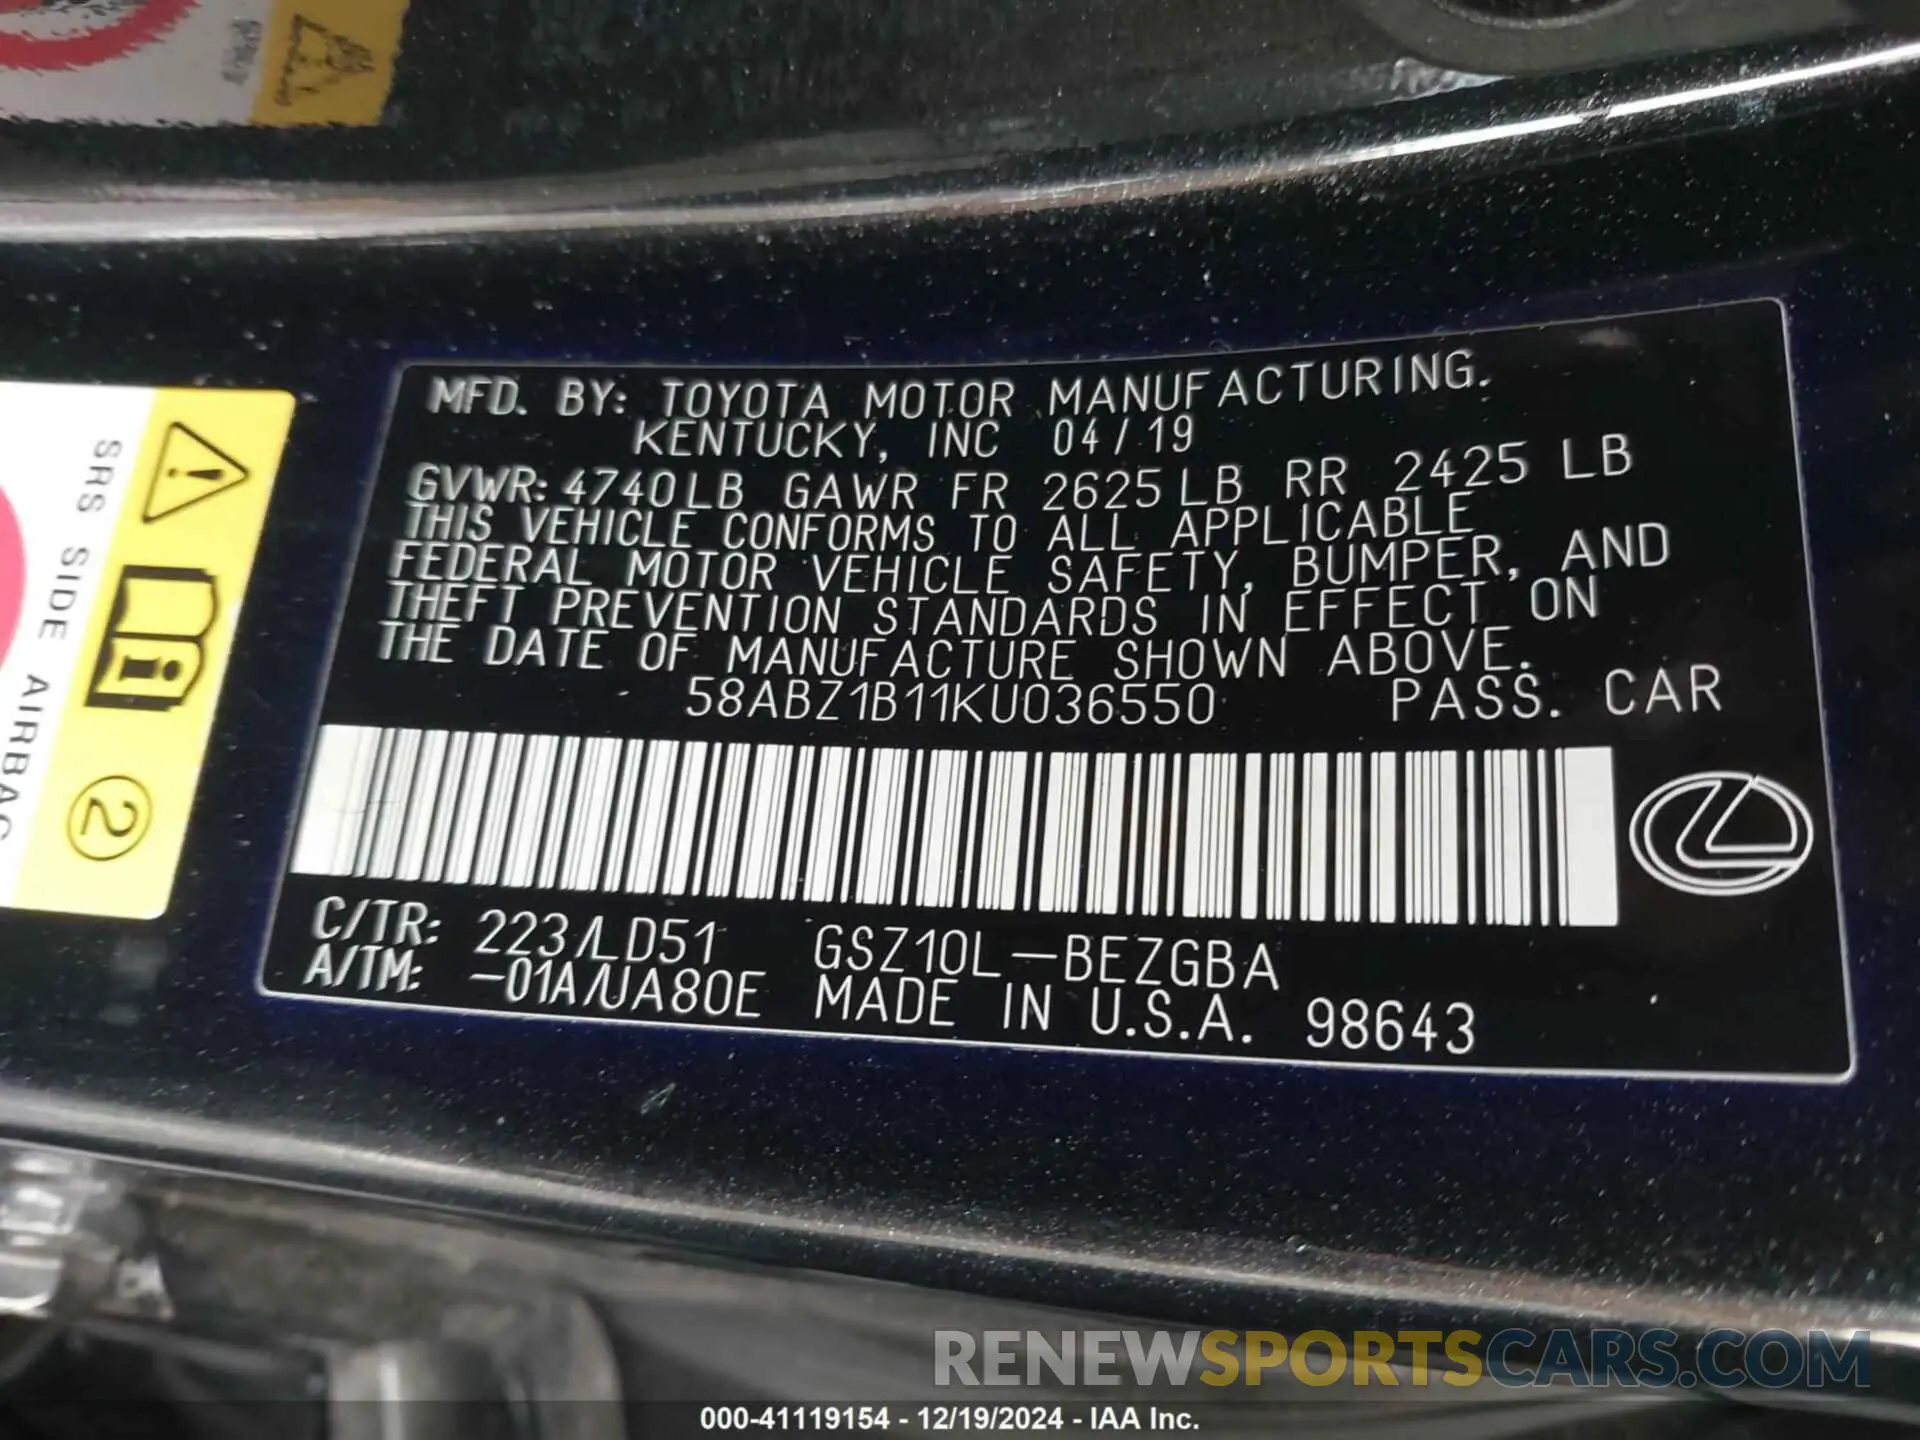 MFD. BY: TOYOTA MOTOR MANUFACTURING.
KENTUCKY, INC 04/19
GVWR: 4740LB GAWR FR 2625LB RR 2425 LB
THIS VEHICLE CONFORMS TO ALL APPLICABLE
FEDERAL MOTOR VEHICLE SAFETY, BUMPER, AND
THEFT PREVENTION STANDARDS IN EFFECT ON
THE DATE OF MANUFACTURE SHOWN ABOVE.
58ABZ1B11KU036550 PASS. CAR
C/TR: 223/LD51 GSZ10L-BEZGBA
A/TM: -01A/UA80E MADE IN U.S.A. 98643
SRS SIDE AIRBAG
2
RENEWSPORTSCARS.COM
000-41119154 - 12/19/2024 - IAA Inc.